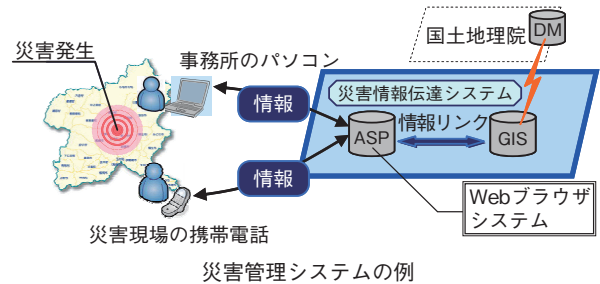 災害発生
事務所のパソコン
国土地理院
DM
災害情報伝達システム
情報
ASP
情報リンク
GIS
情報
Webブラウザ
システム
災害現場の携帯電話
災害管理システムの例